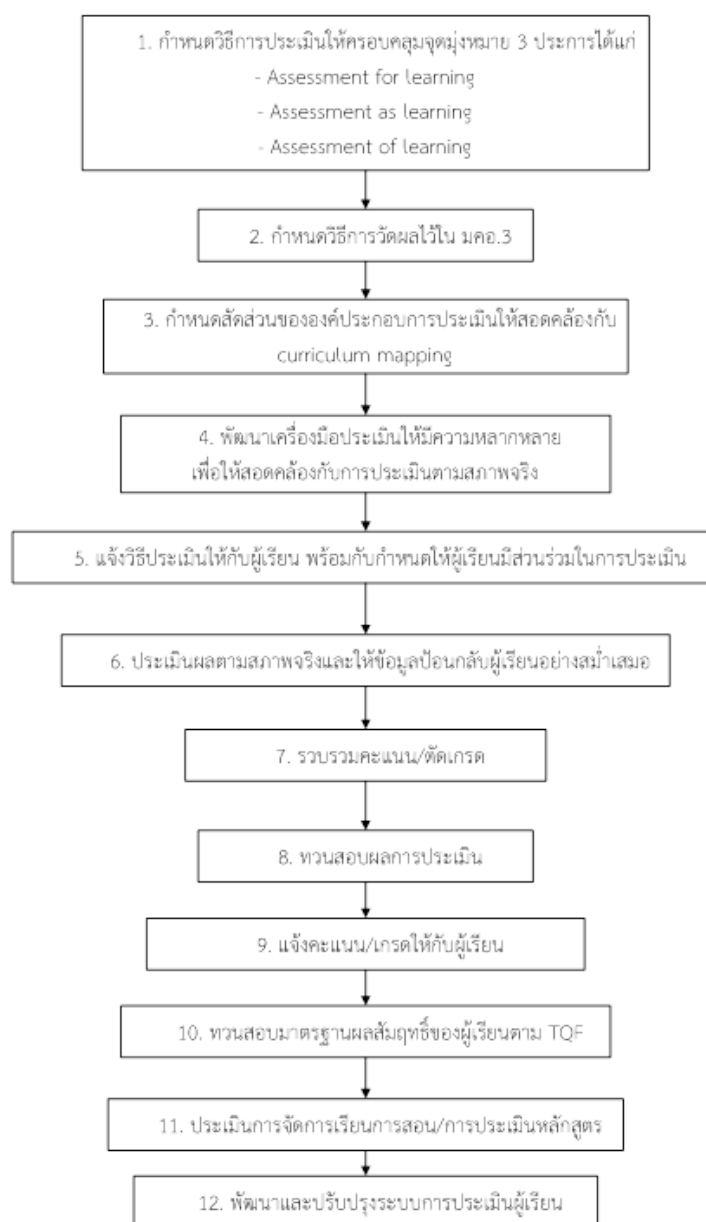 1. กำหนดวิธีการประเมินให้ครอบคลุมจุดมุ่งหมาย 3 ประการได้แก่
- Assessment for learning
- Assessment as learning
- Assessment of learning
2. กำหนดวิธีการวัดผลไว้ใน มคอ.3
3. กำหนดสัดส่วนขององค์ประกอบการประเมินให้สอดคล้องกับ
curriculum mapping
4. พัฒนาเครื่องมือประเมินให้มีความหลากหลาย
เพื่อให้สอดคล้องกับการประเมินตามสภาพจริง
5. แจ้งวิธีประเมินให้กับผู้เรียน พร้อมกับกำหนดให้ผู้เรียนมีส่วนร่วมในการประเมิน
6. ประเมินผลตามสภาพจริงและให้ข้อมูลป้อนกลับผู้เรียนอย่างสม่ำเสมอ
7. รวบรวมคะแนน/ตัดเกรด
8. ทวนสอบผลการประเมิน
9. แจ้งคะแนน/เกรดให้กับผู้เรียน
10. ทวนสอบมาตรฐานผลสัมฤทธิ์ของผู้เรียนตาม TQF
11. ประเมินการจัดการเรียนการสอน/การประเมินหลักสูตร
12. พัฒนาและปรับปรุงระบบการประเมินผู้เรียน